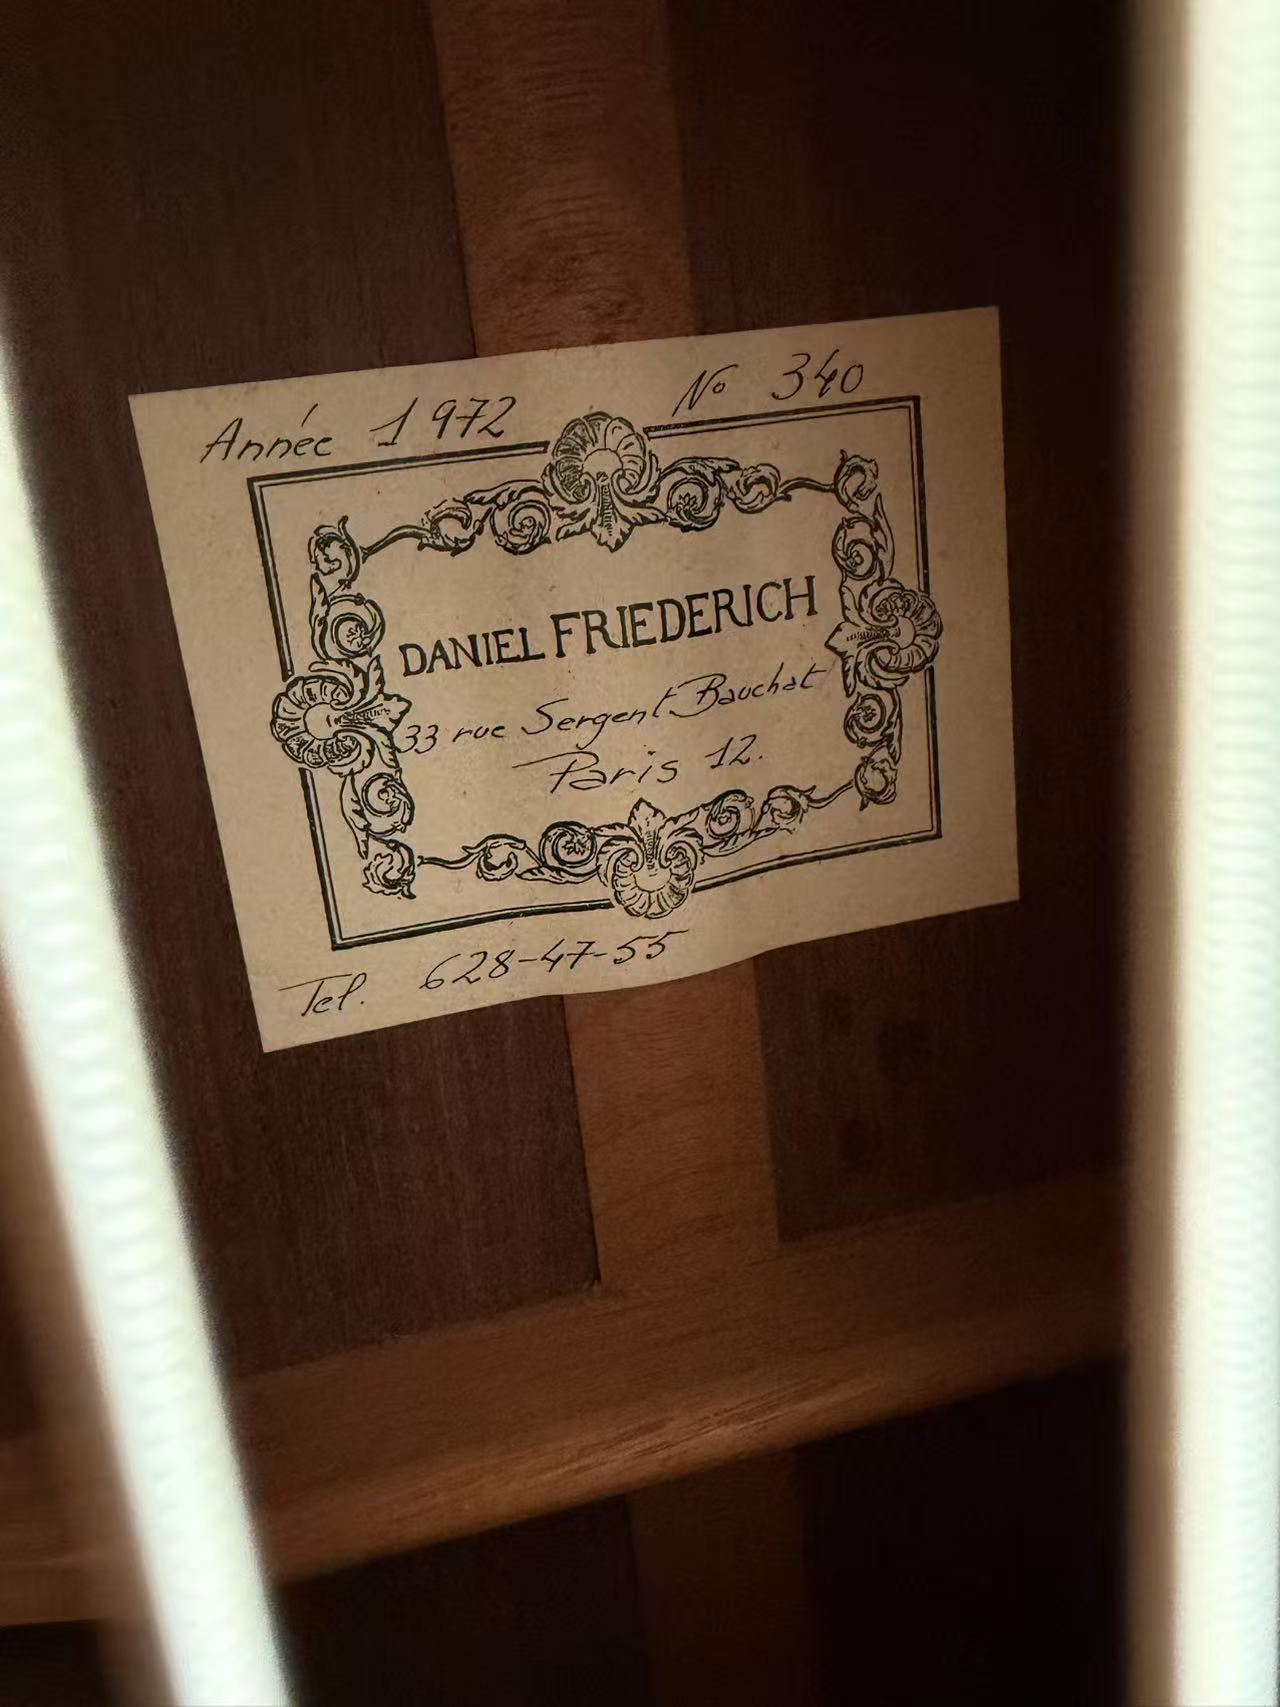 Année 1972 No 340
DANIEL FRIEDERICH
33 rue Sergent Bauchat
Paris 12.
Tel. 628-47-55